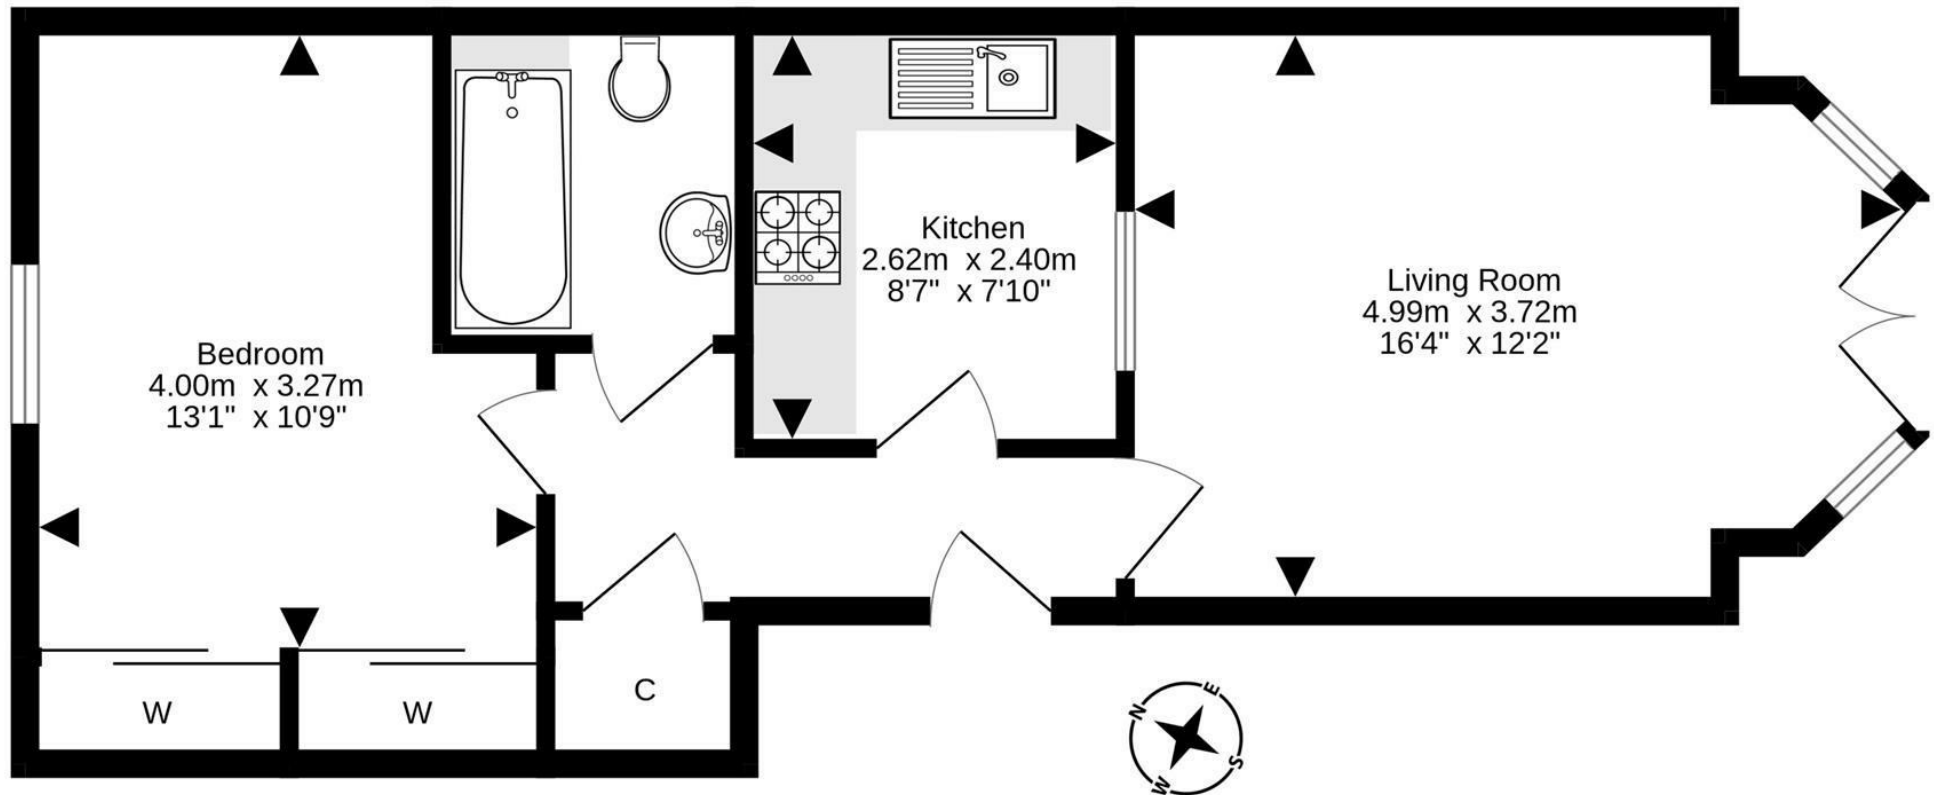 Bedroom
4.00m x 3.27m
13'1" x 10'9"
Kitchen
2.62m x 2.40m
8'7" x 7'10"
Living Room
4.99m x 3.72m
16'4" x 12'2"
W
W
C
N
E
S
W